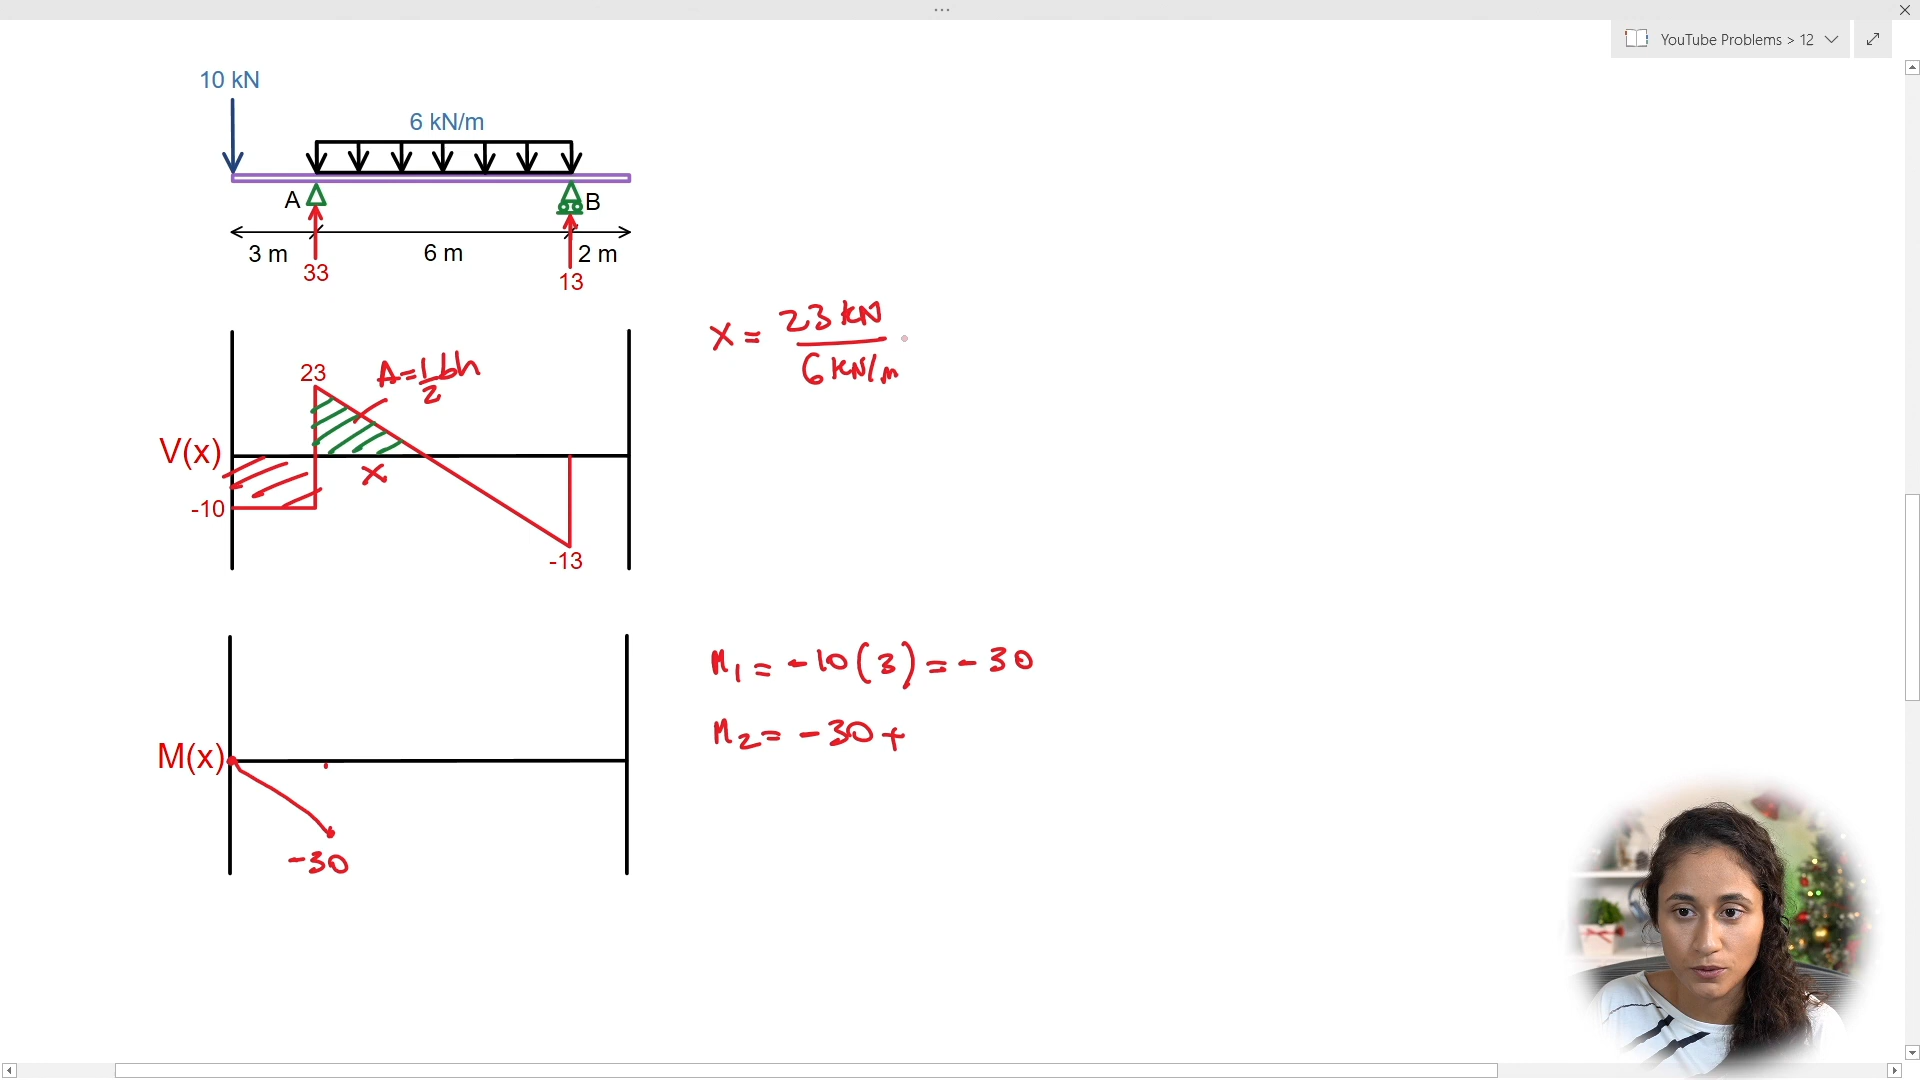 YouTube Problems > 12
10 kN
6 kN/m
A
B
3 m
6 m
2 m
33
13
X = 23 kN / 6 kN/m
23
A = 1/2 bh
V(x)
X
-10
-13
M1 = -10(3) = -30
M2 = -30 +
M(x)
-30